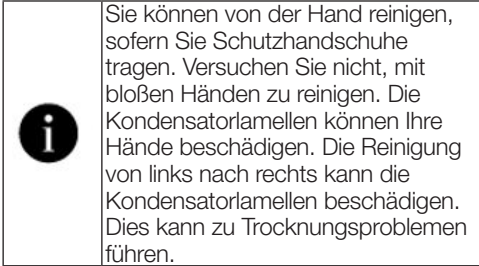 Sie können von der Hand reinigen,
sofern Sie Schutzhandschuhe
tragen. Versuchen Sie nicht, mit
bloßen Händen zu reinigen. Die
Kondensatorlamellen können Ihre
Hände beschädigen. Die Reinigung
von links nach rechts kann die
Kondensatorlamellen beschädigen.
Dies kann zu Trocknungsproblemen
führen.